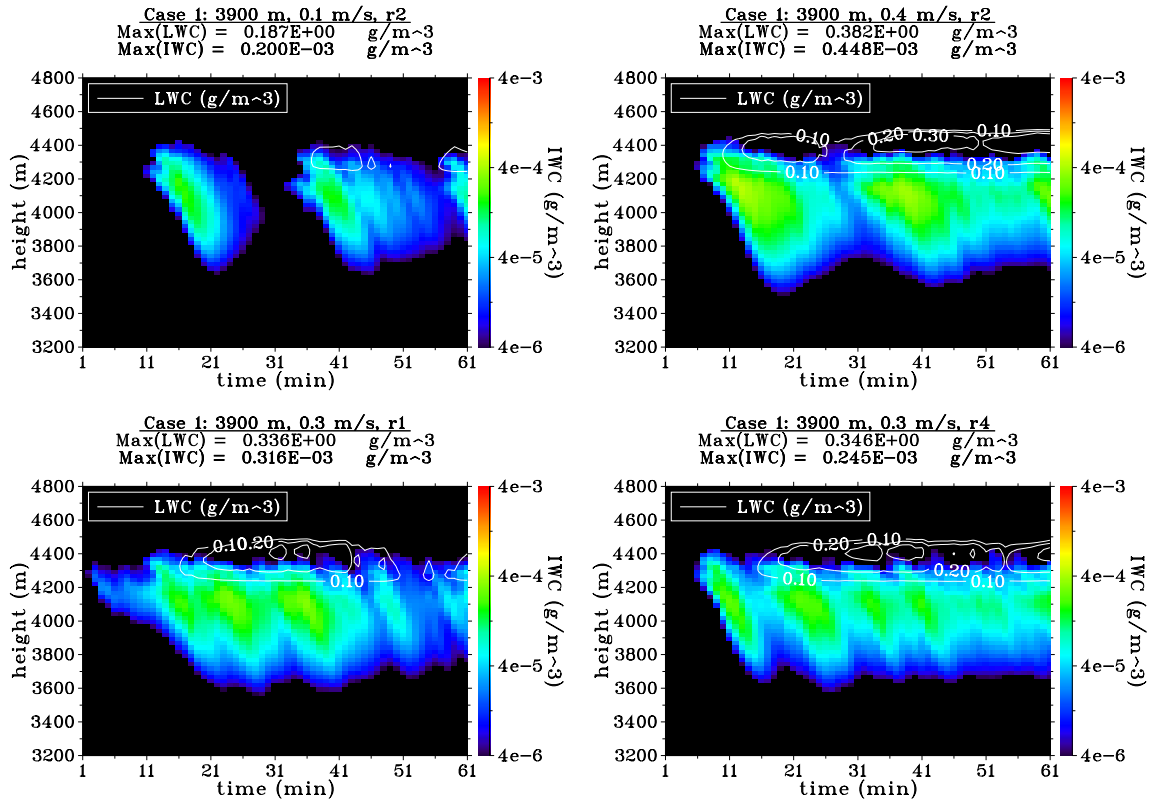 Case 1: 3900 m, 0.1 m/s, r2
Max(LWC) = 0.187E+00 g/m^3
Max(IWC) = 0.200E-03 g/m^3
4800
4600
4400
4200
4000
3800
3600
3400
3200
height (m)
LWC (g/m^3)
1 11 21 31 41 51 61
time (min)
4e-3
4e-4
4e-5
4e-6
IWC (g/m^3)
Case 1: 3900 m, 0.4 m/s, r2
Max(LWC) = 0.382E+00 g/m^3
Max(IWC) = 0.448E-03 g/m^3
4800
4600
4400
4200
4000
3800
3600
3400
3200
height (m)
LWC (g/m^3)
0.10 0.20 0.30 0.10
0.20
0.10 0.10
1 11 21 31 41 51 61
time (min)
4e-3
4e-4
4e-5
4e-6
IWC (g/m^3)
Case 1: 3900 m, 0.3 m/s, r1
Max(LWC) = 0.336E+00 g/m^3
Max(IWC) = 0.316E-03 g/m^3
4800
4600
4400
4200
4000
3800
3600
3400
3200
height (m)
LWC (g/m^3)
0.10 0.20
0.10
1 11 21 31 41 51 61
time (min)
4e-3
4e-4
4e-5
4e-6
IWC (g/m^3)
Case 1: 3900 m, 0.3 m/s, r4
Max(LWC) = 0.346E+00 g/m^3
Max(IWC) = 0.245E-03 g/m^3
4800
4600
4400
4200
4000
3800
3600
3400
3200
height (m)
LWC (g/m^3)
0.20 0.10
0.20
0.10 0.10
1 11 21 31 41 51 61
time (min)
4e-3
4e-4
4e-5
4e-6
IWC (g/m^3)